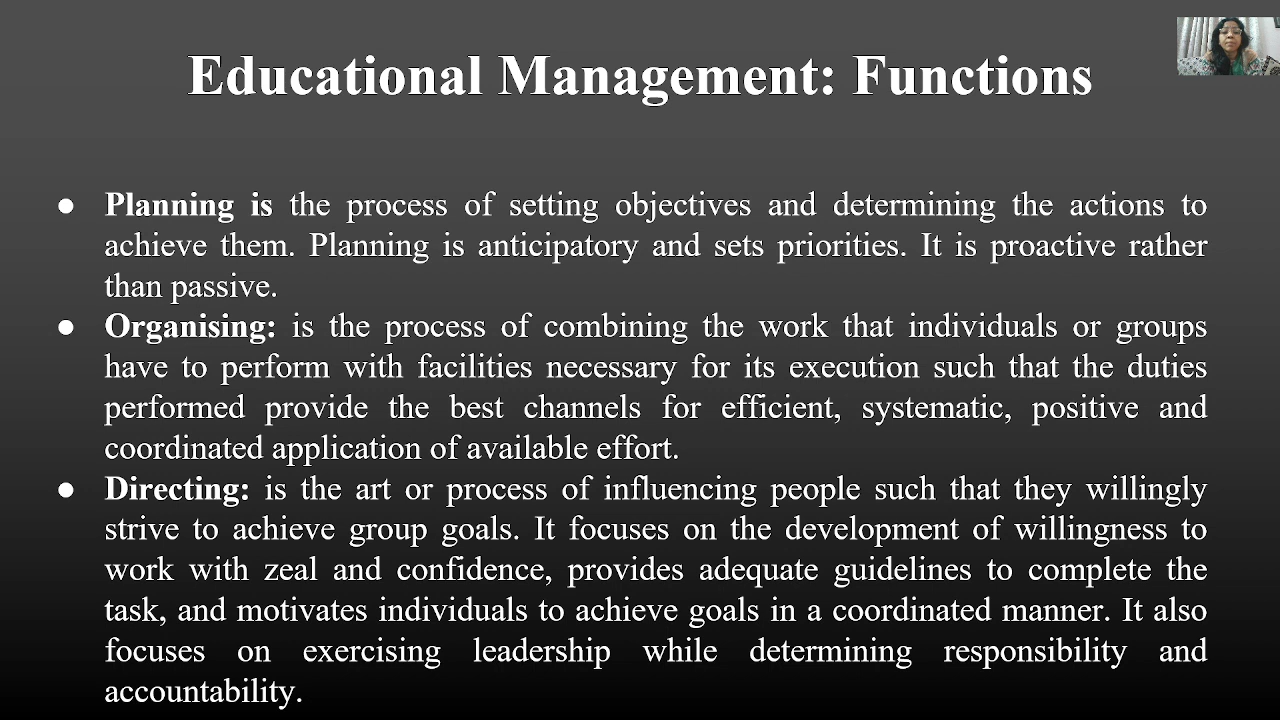 Educational Management: Functions
● Planning is the process of setting objectives and determining the actions to
achieve them. Planning is anticipatory and sets priorities. It is proactive rather
than passive.
● Organising: is the process of combining the work that individuals or groups
have to perform with facilities necessary for its execution such that the duties
performed provide the best channels for efficient, systematic, positive and
coordinated application of available effort.
● Directing: is the art or process of influencing people such that they willingly
strive to achieve group goals. It focuses on the development of willingness to
work with zeal and confidence, provides adequate guidelines to complete the
task, and motivates individuals to achieve goals in a coordinated manner. It also
focuses on exercising leadership while determining responsibility and
accountability.